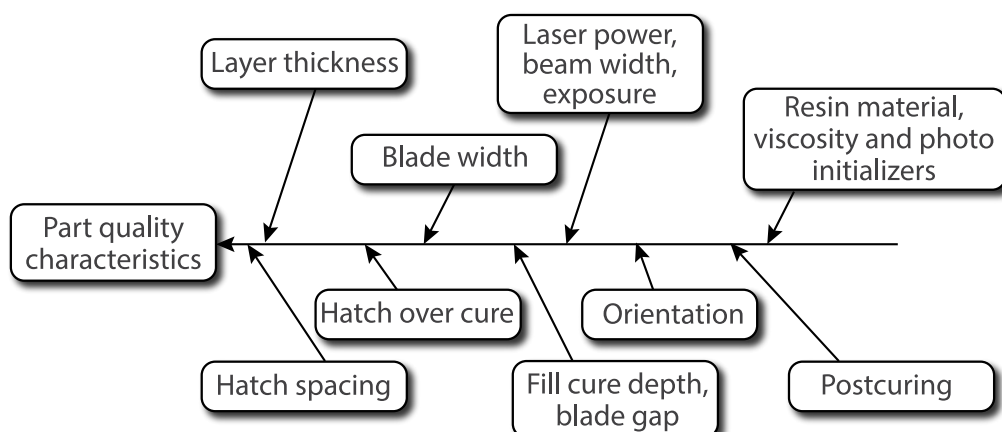 Layer thickness
Laser power,
beam width,
exposure
Resin material,
viscosity and photo
initializers
Blade width
Part quality
characteristics
Hatch over cure
Orientation
Hatch spacing
Fill cure depth,
blade gap
Postcuring